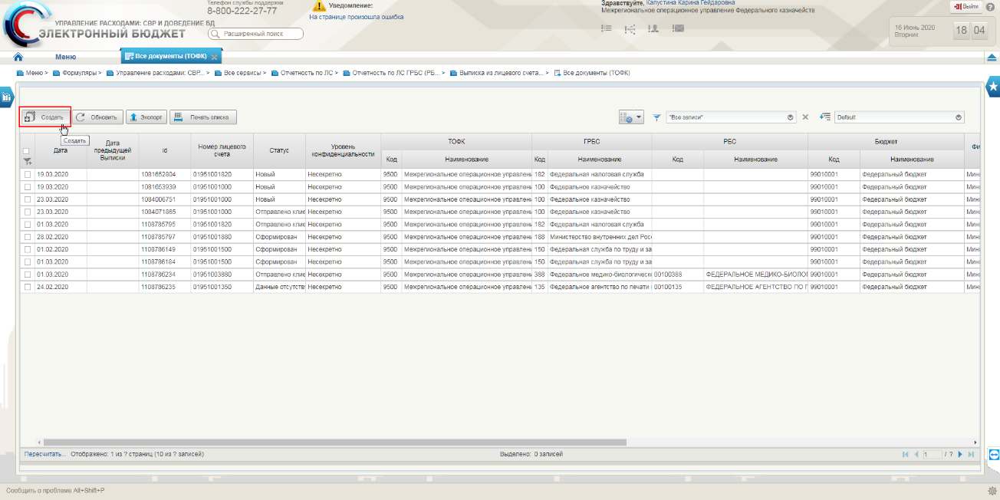 Телефон службы поддержки
8-800-222-27-77
Уведомление:
На странице произошла ошибка
Здравствуйте, Капустина Карина Гейдаровна
Межрегиональное операционное управление Федерального казначейств
Выйти
УПРАВЛЕНИЕ РАСХОДАМИ: СВР И ДОВЕДЕНИЕ БД
ЭЛЕКТРОННЫЙ БЮДЖЕТ
Расширенный поиск
16 Июнь 2020
Вторник
18 04
Меню
Все документы (ТОФК)
Меню > Формуляры > Управление расходами: СВР... > Все сервисы > Отчетность по ЛС > Отчетность по ЛС ГРБС (РБ... > Выписка из лицевого счета... > Все документы (ТОФК)
Создать Обновить Экспорт Печать списка "Все записи" Default
Создать
Дата Дата предыдущей Выписки id Номер лицевого счета Статус Уровень конфиденциальности ТОФК ГРБС РБС Бюджет Фи
Код Наименование Код Наименование Код Наименование Код Наименование
19.03.2020 1081652804 01951001820 Новый Несекретно 9500 Межрегиональное операционное управлени 182 Федеральная налоговая служба 99010001 Федеральный бюджет Мин
19.03.2020 1081653939 01951001000 Новый Несекретно 9500 Межрегиональное операционное управлени 100 Федеральное казначейство 99010001 Федеральный бюджет Мин
23.03.2020 1084006751 01951001000 Новый Несекретно 9500 Межрегиональное операционное управлени 100 Федеральное казначейство 99010001 Федеральный бюджет Мин
23.03.2020 1084071865 01951001000 Отправлено клие Несекретно 9500 Межрегиональное операционное управлени 100 Федеральное казначейство 99010001 Федеральный бюджет Мин
01.03.2020 1108785795 01951001820 Отправлено клие Несекретно 9500 Межрегиональное операционное управлени 182 Федеральная налоговая служба 99010001 Федеральный бюджет Мин
28.02.2020 1108785797 01951001880 Сформирован Несекретно 9500 Межрегиональное операционное управлени 188 Министерство внутренних дел Рос 99010001 Федеральный бюджет Мин
01.02.2020 1108786149 01951001500 Сформирован Несекретно 9500 Межрегиональное операционное управлени 150 Федеральная служба по труду и за 99010001 Федеральный бюджет Мин
01.03.2020 1108786184 01951001500 Сформирован Несекретно 9500 Межрегиональное операционное управлени 150 Федеральная служба по труду и за 99010001 Федеральный бюджет Мин
01.03.2020 1108786234 01951003880 Отправлено клие Несекретно 9500 Межрегиональное операционное управлени 388 Федеральное медико-биологическ 00100388 ФЕДЕРАЛЬНОЕ МЕДИКО-БИОЛОГ 99010001 Федеральный бюджет Мин
24.02.2020 1108786235 01951001350 Данные отсутств Несекретно 9500 Межрегиональное операционное управлени 135 Федеральное агентство по печати 00100135 ФЕДЕРАЛЬНОЕ АГЕНТСТВО ПО П 99010001 Федеральный бюджет Мин
Пересчитать... Отображено: 1 из ? страниц (10 из ? записей) Выделено: 0 записей 1 / ?
Сообщить о проблеме Alt+Shift+P